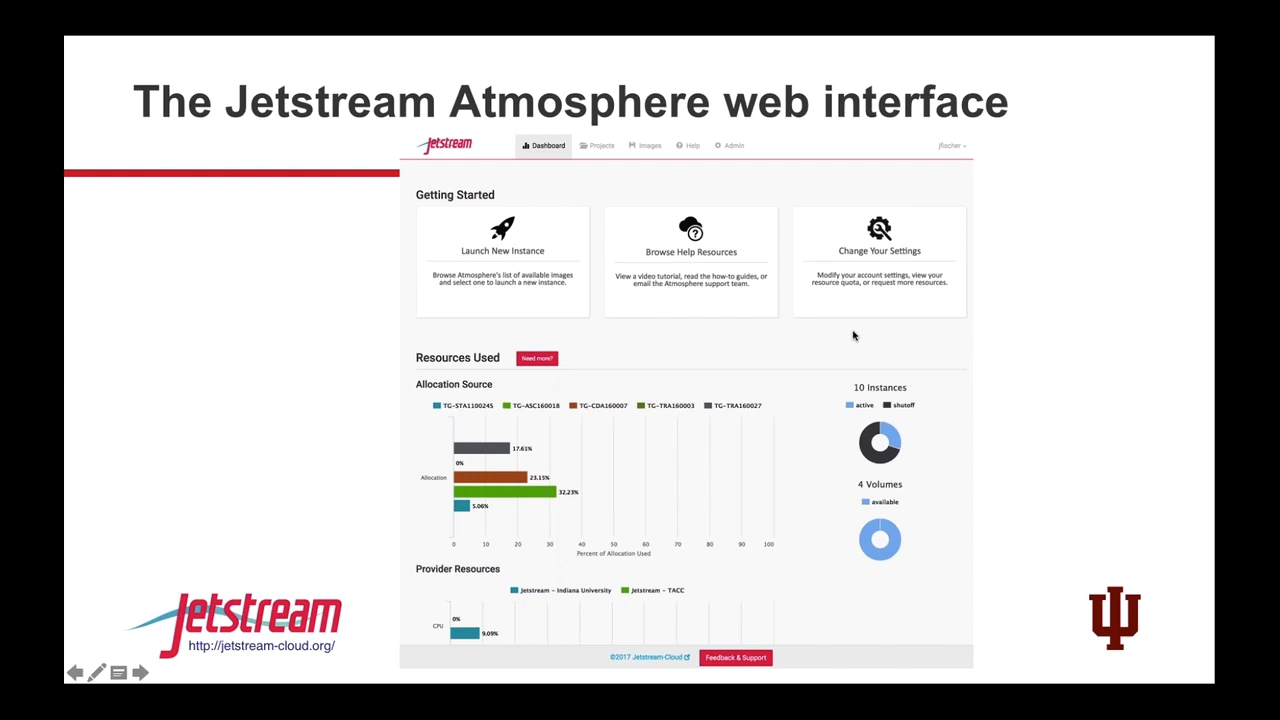 The Jetstream Atmosphere web interface
Jetstream
Dashboard
Projects
Images
Help
Admin
jfischer
Getting Started
Launch New Instance
Browse Atmosphere's list of available images
and select one to launch a new instance.
Browse Help Resources
View a video tutorial, read the how-to guides, or
email the Atmosphere support team.
Change Your Settings
Modify your account settings, view your
resource quota, or request more resources.
Resources Used
Need more?
Allocation Source
TG-STA110024S TG-ASC160018 TG-CDA160007 TG-TRA160003 TG-TRA160027
17.61%
0%
Allocation
23.15%
32.23%
5.06%
0 10 20 30 40 50 60 70 80 90 100
Percent of Allocation Used
10 Instances
active shutoff
4 Volumes
available
Provider Resources
Jetstream - Indiana University Jetstream - TACC
0%
CPU
9.09%
©2017 Jetstream-Cloud
Feedback & Support
Jetstream
http://jetstream-cloud.org/